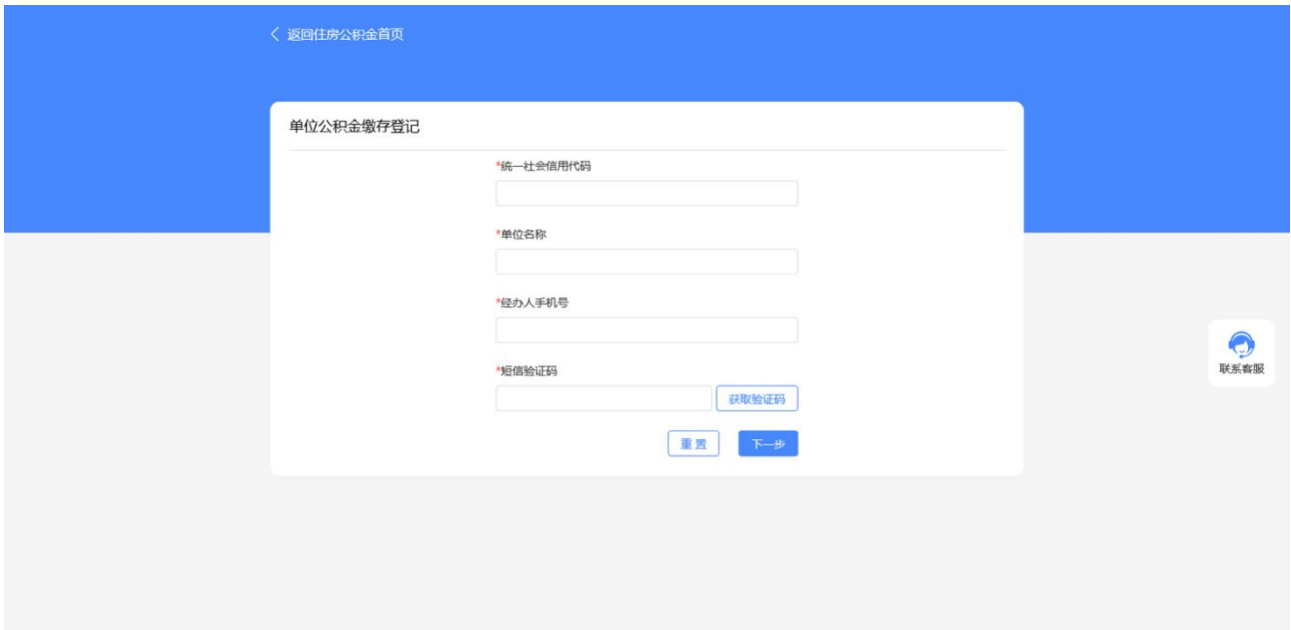 返回住房公积金首页
单位公积金缴存登记
*统一社会信用代码
*单位名称
*经办人手机号
*短信验证码
获取验证码
重置
下一步
联系客服